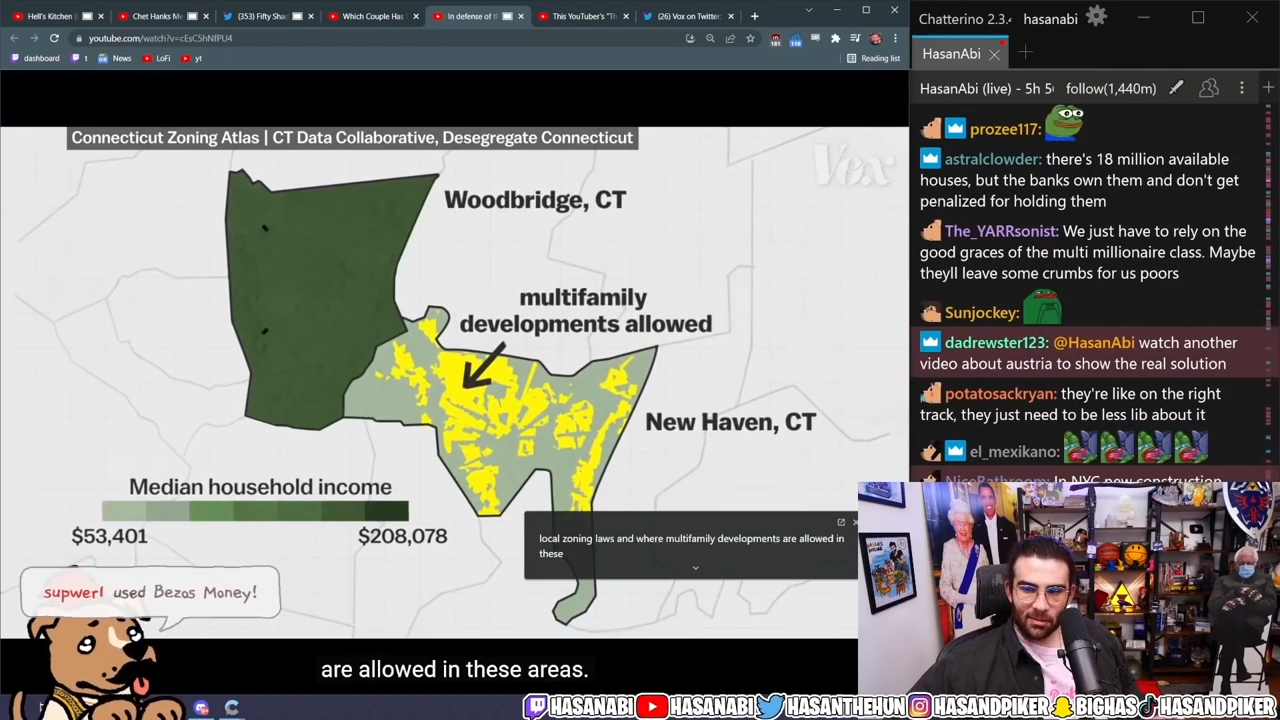 Hell's Kitchen (
Chet Hanks M
(353) Fifty Shad
Which Couple Has
In defense of t
This YouTuber's "Th
(26) Vox on Twitter:
youtube.com/watch?v=cEsC5hNfPU4
dashboard
t
News
LoFi
yt
Reading list
Connecticut Zoning Atlas | CT Data Collaborative, Desegregate Connecticut
Vox
Woodbridge, CT
multifamily
developments allowed
New Haven, CT
Median household income
$53,401
$208,078
local zoning laws and where multifamily developments are allowed in
these
supwerl used Bezos Money!
are allowed in these areas.
Chatterino 2.3.
hasanabi
HasanAbi
HasanAbi (live) - 5h 5
follow(1,440m)
prozee117:
astralclowder: there's 18 million available
houses, but the banks own them and don't get
penalized for holding them
The_YARRsonist: We just have to rely on the
good graces of the multi millionaire class. Maybe
theyll leave some crumbs for us poors
Sunjockey:
dadrewster123: @HasanAbi watch another
video about austria to show the real solution
potatosackryan: they're like on the right
track, they just need to be less lib about it
el_mexikano:
HASANABI
HASANABI
HASANTHEHUN
HASANDPIKER
BIGHAS
HASANDPIKER